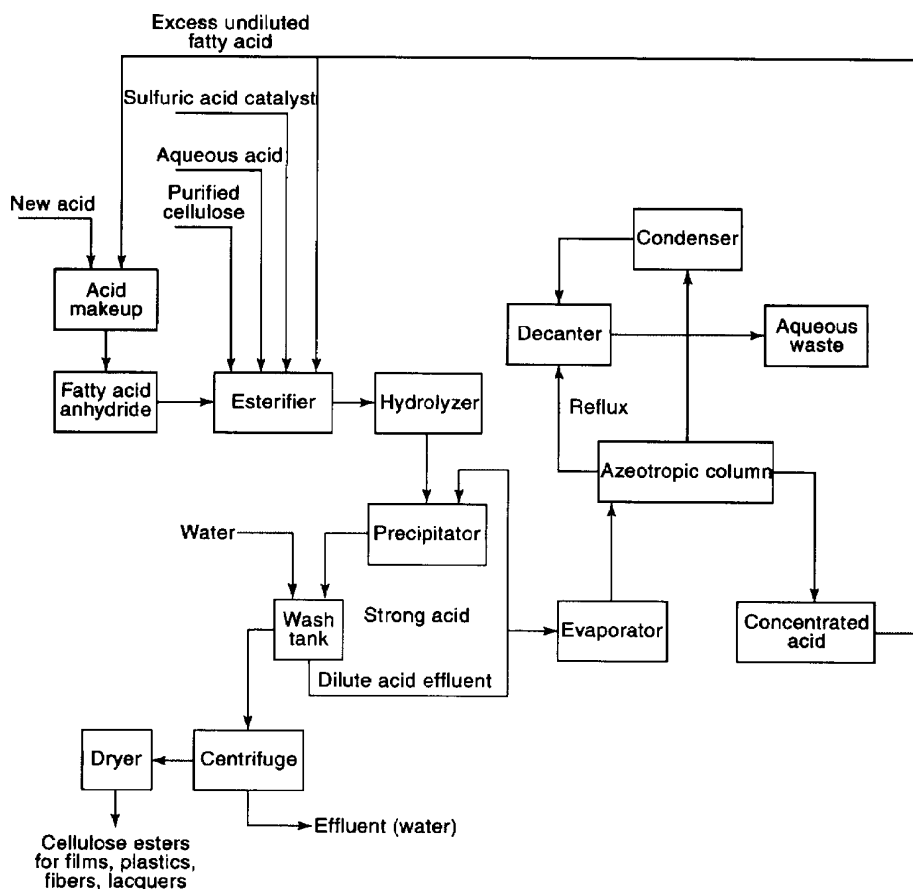 Excess undiluted
fatty acid
Sulfuric acid catalyst
Aqueous acid
Purified
cellulose
New acid
Condenser
Acid
makeup
Decanter
Aqueous
waste
Fatty acid
anhydride
Esterifier
Hydrolyzer
Reflux
Azeotropic column
Water
Precipitator
Wash
tank
Strong acid
Evaporator
Concentrated
acid
Dilute acid effluent
Dryer
Centrifuge
Effluent (water)
Cellulose esters
for films, plastics,
fibers, lacquers